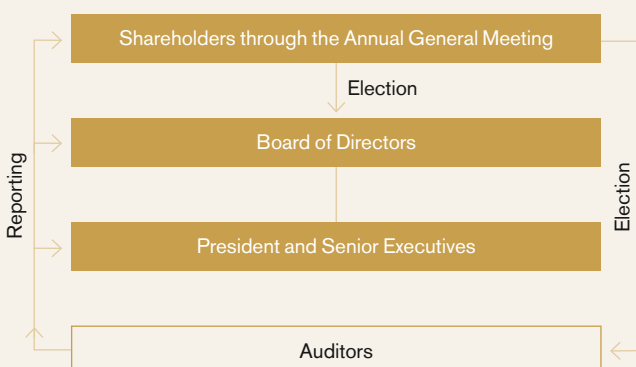 Shareholders through the Annual General Meeting
Election
Board of Directors
Reporting
Election
President and Senior Executives
Auditors